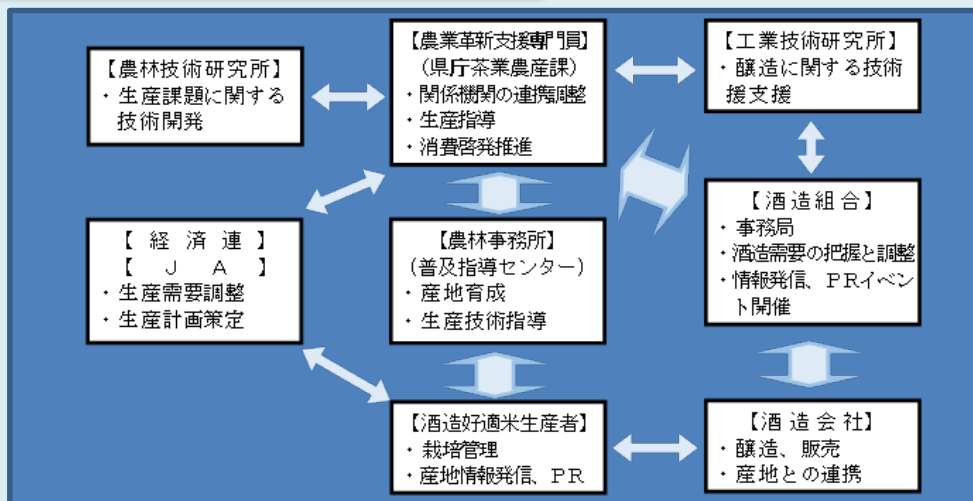 【農林技術研究所】
・生産課題に関する
技術開発
【農業革新支援専門員】
（県庁茶業農産課）
・関係機関の連携調整
・生産指導
・消費啓発推進
【工業技術研究所】
・醸造に関する技術
援支援
【経済連】
【ＪＡ】
・生産需要調整
・生産計画策定
【農林事務所】
(普及指導センター)
・産地育成
・生産技術指導
【酒造組合】
・事務局
・酒造需要の把握と調整
・情報発信、ＰＲイベン
ト開催
【酒造好適米生産者】
・栽培管理
・産地情報発信、ＰＲ
【酒造会社】
・醸造、販売
・産地との連携